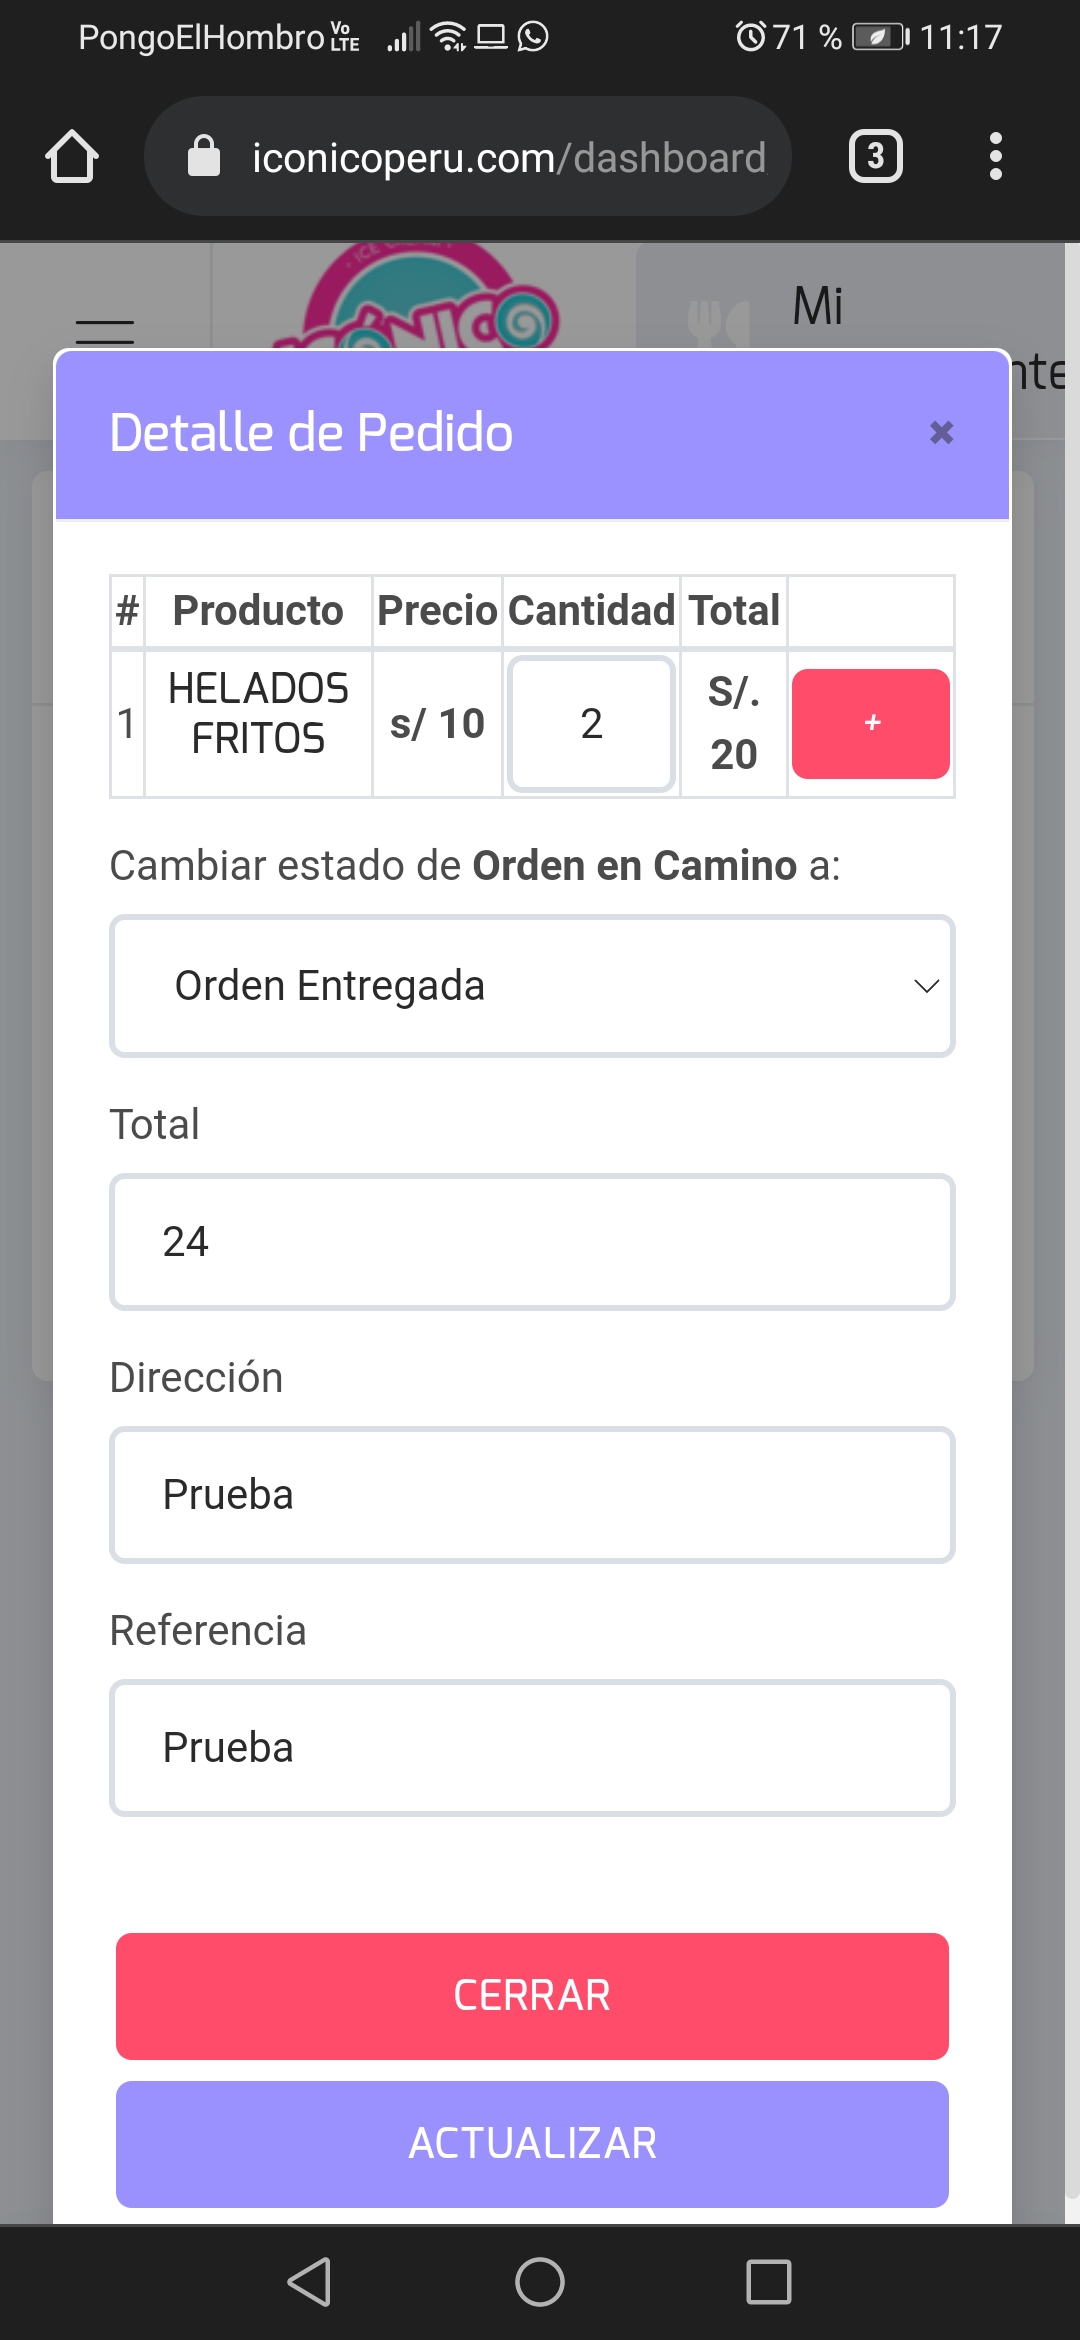 PongoElHombro Vo LTE 71 % 11:17
iconicoperu.com/dashboard
3
ICÓNICO
Mi
nte
Detalle de Pedido
# Producto Precio Cantidad Total
1 HELADOS FRITOS s/ 10 2 S/. 20 +
Cambiar estado de Orden en Camino a:
Orden Entregada
Total
24
Dirección
Prueba
Referencia
Prueba
CERRAR
ACTUALIZAR